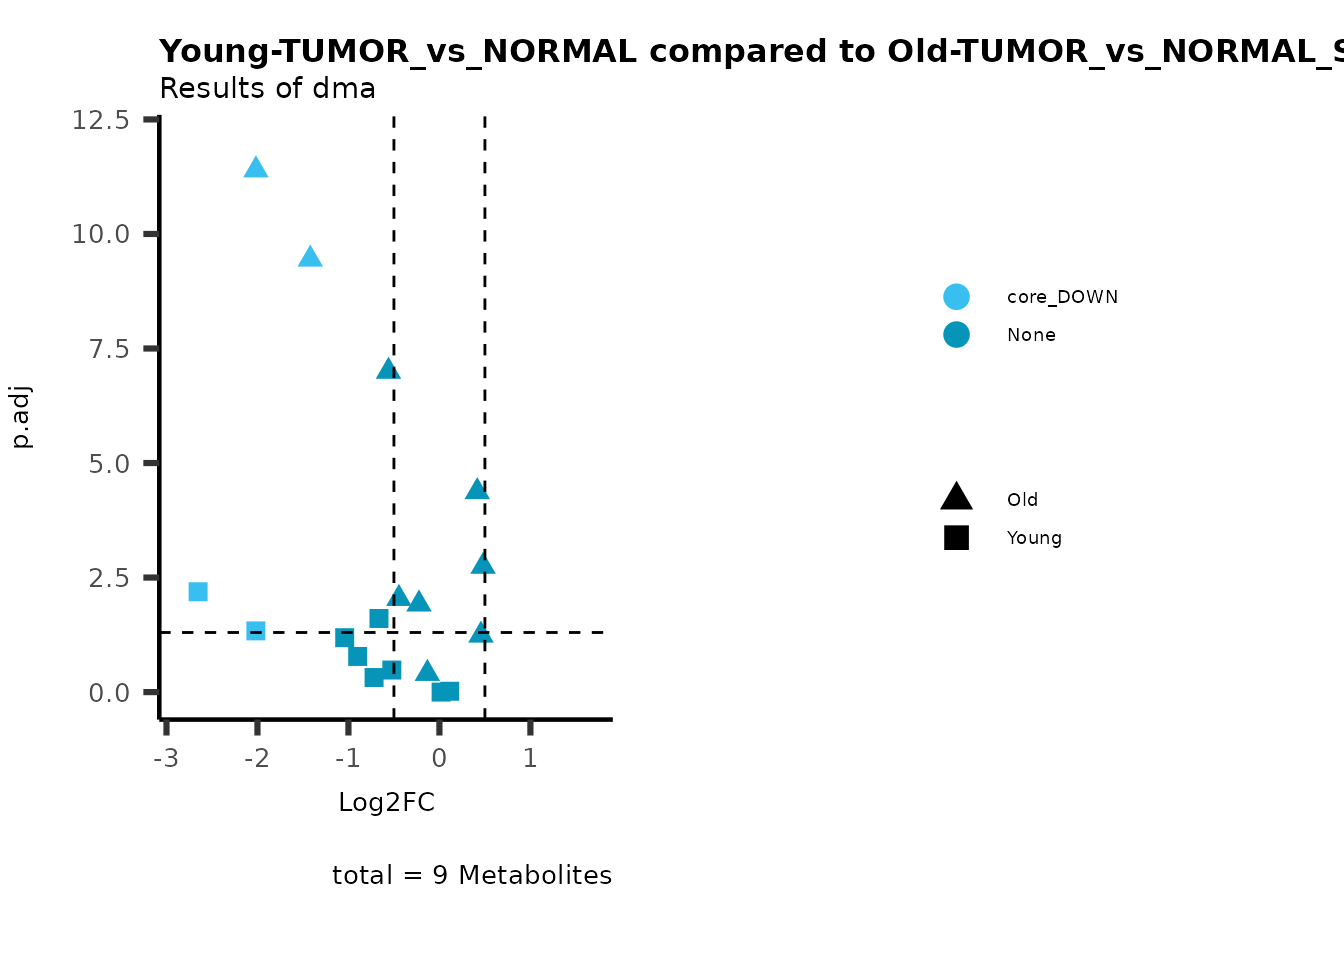 Young-TUMOR_vs_NORMAL compared to Old-TUMOR_vs_NORMAL_S
Results of dma
12.5
10.0
7.5
5.0
2.5
0.0
p.adj
-3 -2 -1 0 1
Log2FC
core_DOWN
None
Old
Young
total = 9 Metabolites